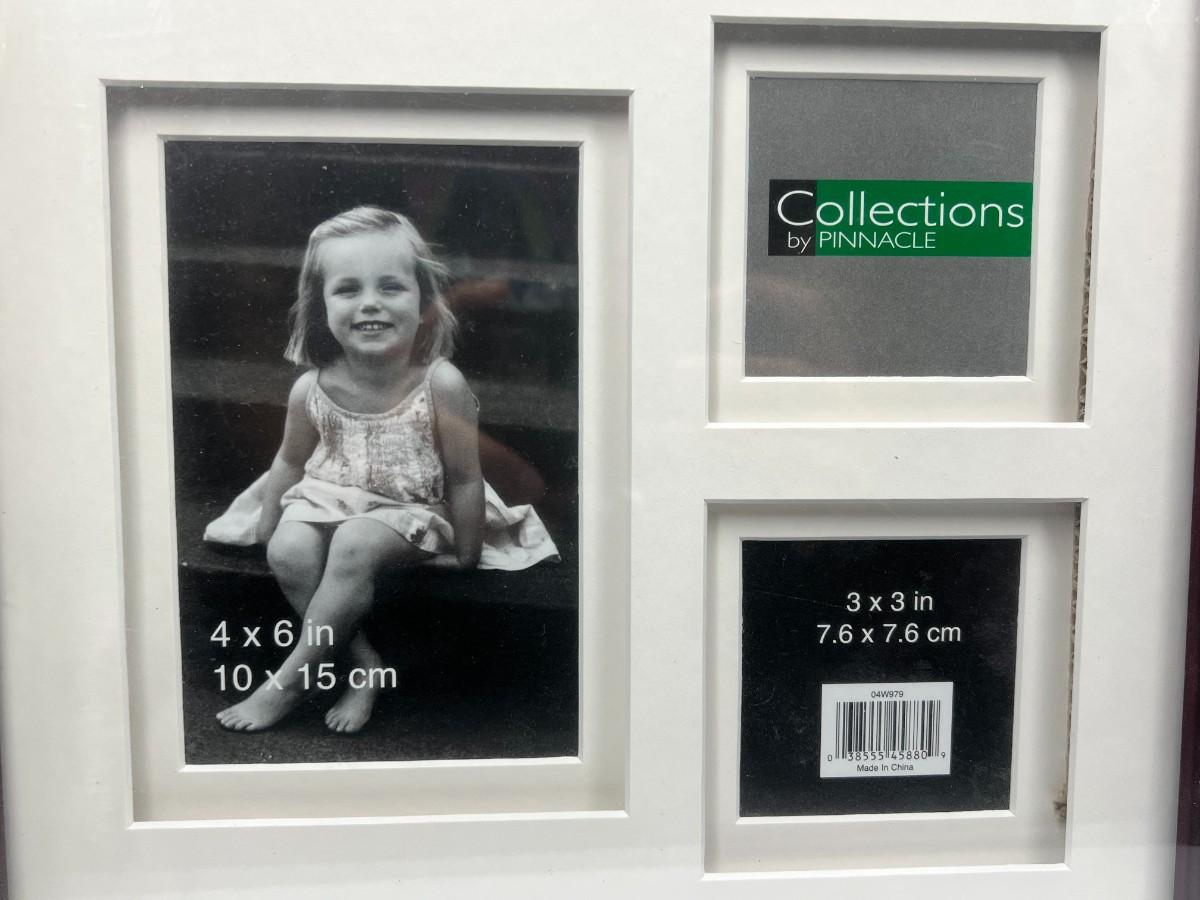 4 x 6 in
10 x 15 cm
Collections
by PINNACLE
3 x 3 in
7.6 x 7.6 cm
04W979
0 38555 45880 9
Made In China